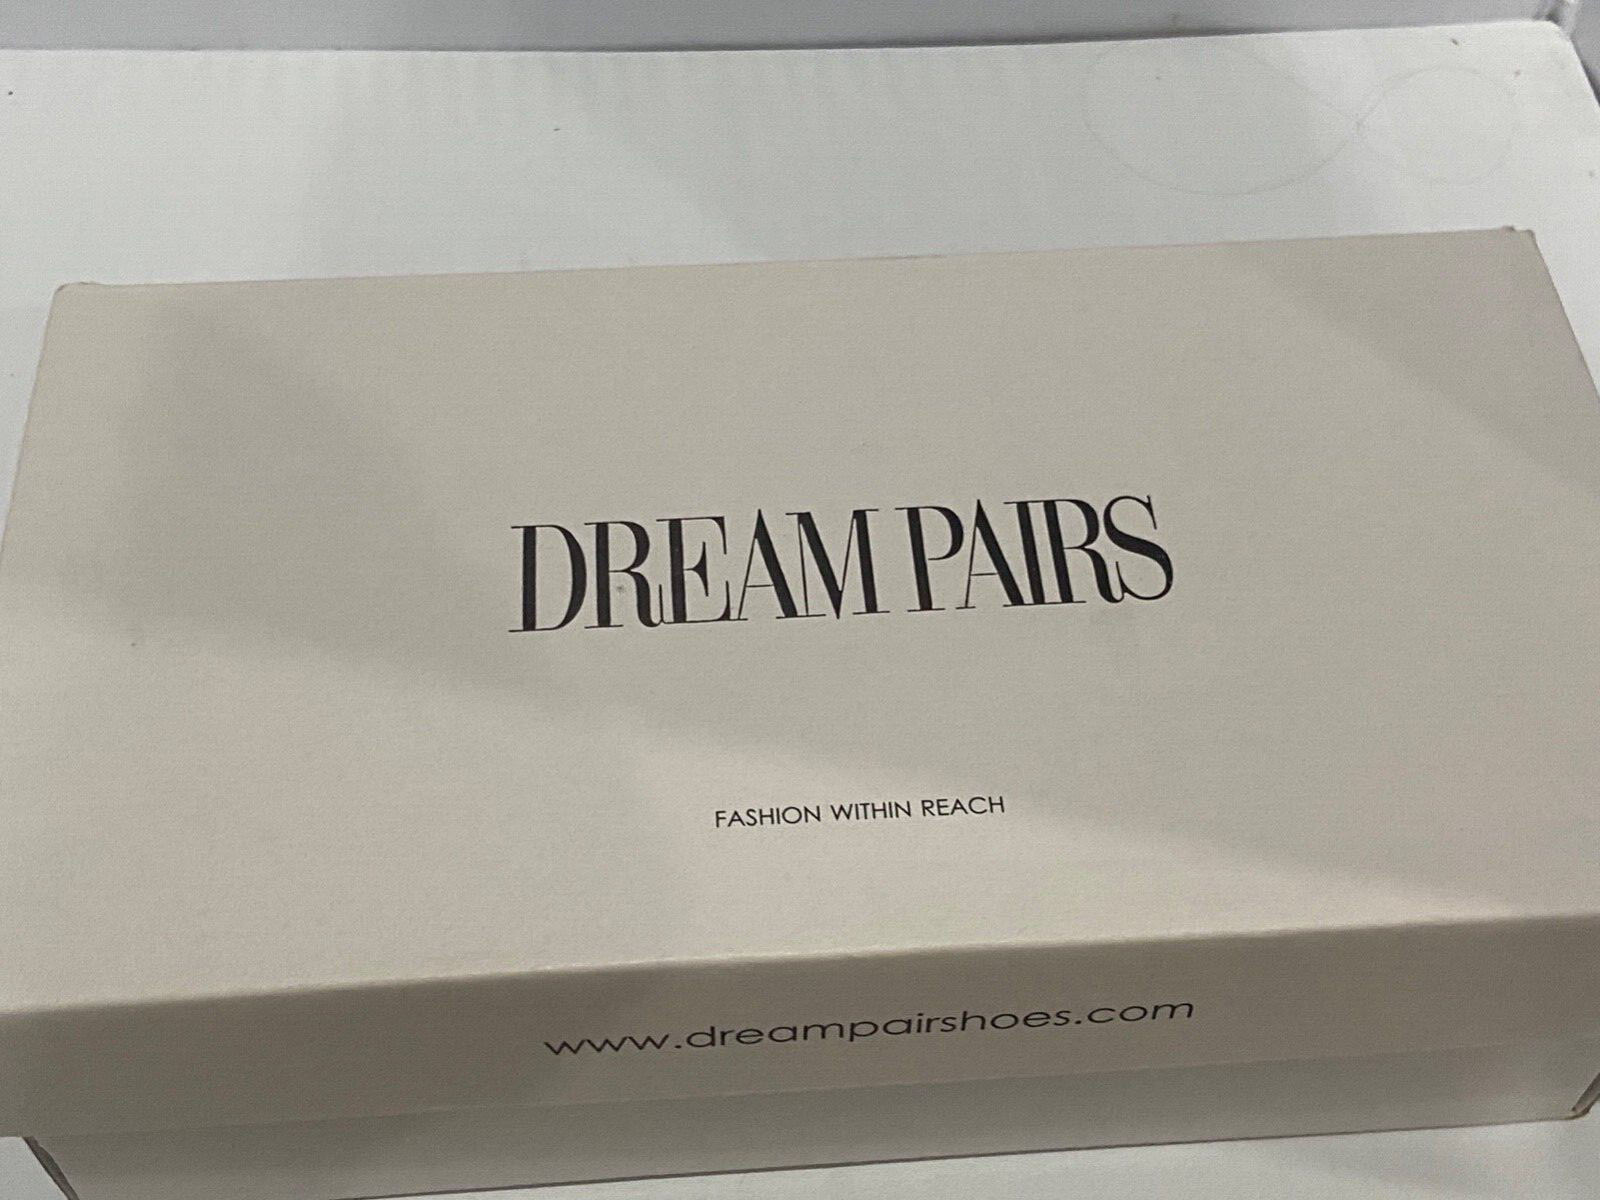 DREAM PAIRS
FASHION WITHIN REACH
www.dreampairshoes.com